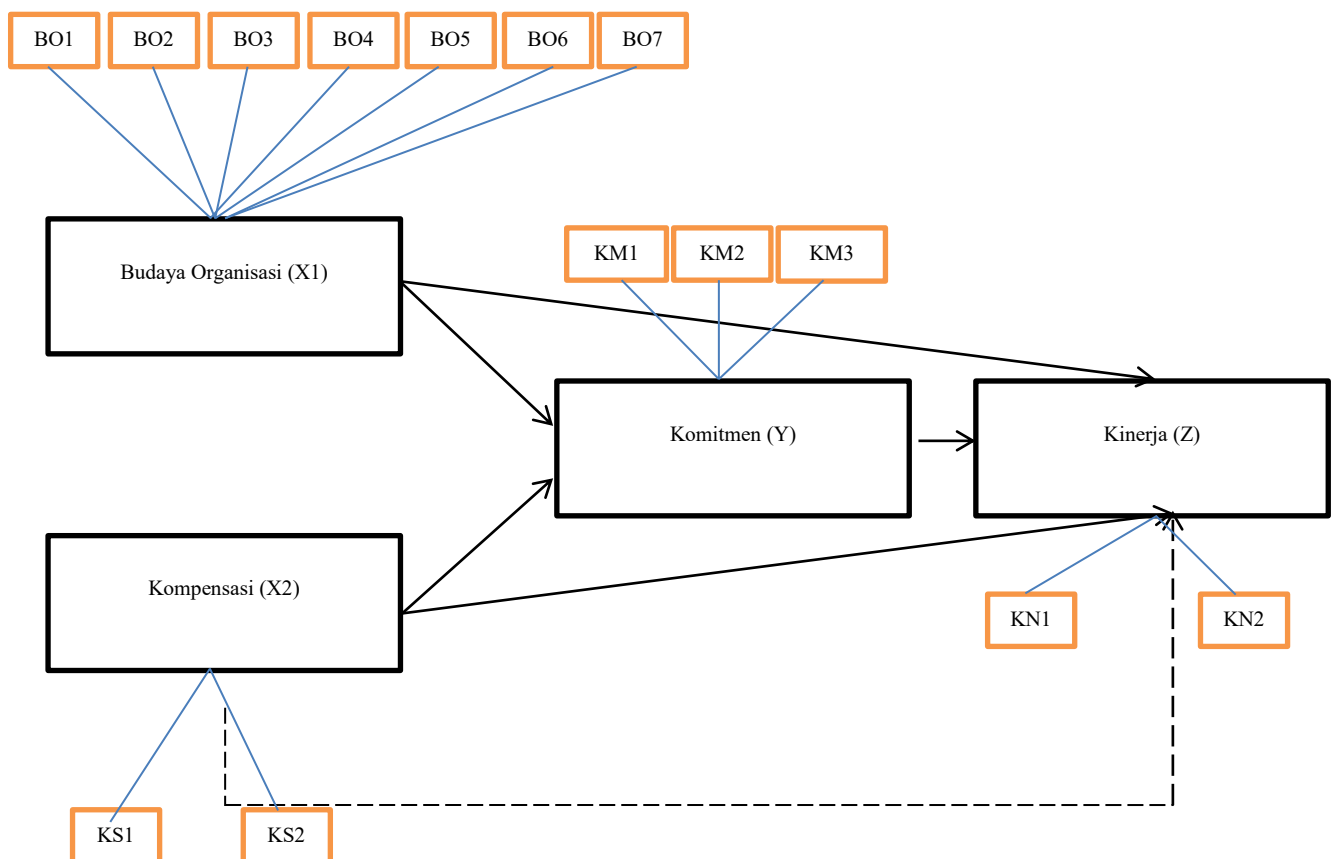 BO1
BO2
BO3
BO4
BO5
BO6
BO7
Budaya Organisasi (X1)
KM1
KM2
KM3
Komitmen (Y)
Kinerja (Z)
Kompensasi (X2)
KN1
KN2
KS1
KS2